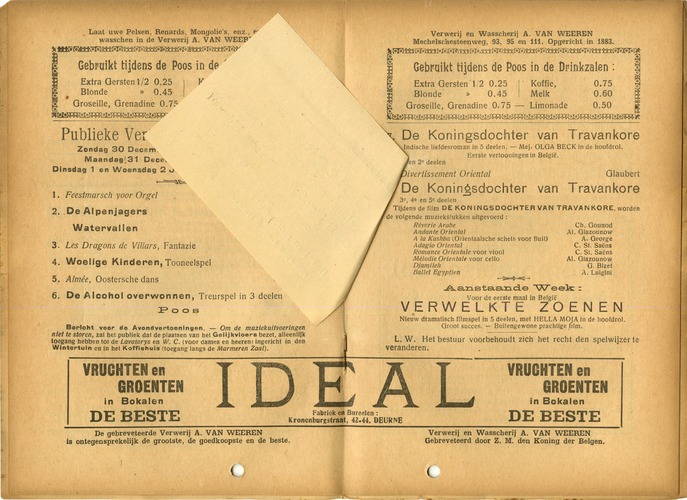 Laat uwe Pelsen, Renards, Mongolie's, enz.,
wasschen in de Verwerij A. VAN WEEREN
Gebruikt tijdens de Poos in de
Extra Gersten 1/2 0.25
Blonde » 0.45
Groseille, Grenadine 0.75 —
Publieke Ver
Zondag 30 Decem
Maandag 31 Dece
Dinsdag 1 en Woensdag 2 J
1. Feestmarsch voor Orgel
2. De Alpenjagers
Watervallen
3. Les Dragons de Villars, Fantazie
4. Woelige Kinderen, Tooneelspel
5. Almée, Oostersche dans
6. De Alcohol overwonnen, Treurspel in 3 deelen
Poos
Bericht voor de Avondvertooningen. — Om de muziekuitvoeringen
niet te storen, zal het publiek dat de plaatsen van het Gelijkvloers bezet, alleenlijk
toegang hebben tot de Lavatorys en W. C. (voor dames en heeren) ingericht in den
Wintertuin en in het Koffiehuis (toegang langs de Marmeren Zaal).
Verwerij en Wasscherij A. VAN WEEREN
Mechelschesteenweg, 93, 95 en 111. Opgericht in 1883.
Gebruikt tijdens de Poos in de Drinkzalen :
Extra Gersten 1/2 0.25 Koffie, 0.75
Blonde » 0.45 Melk 0.60
Groseille, Grenadine 0.75 — Limonade 0.50
De Koningsdochter van Travankore
Indische liefdesroman in 5 deelen. — Mej. OLGA BECK in de hoofdrol.
Eerste vertooningen in België.
en 2e deelen
Divertissement Oriental Glaubert
De Koningsdochter van Travankore
3e, 4e en 5e deelen
Tijdens de film DE KONINGSDOCHTER VAN TRAVANKORE, worden
de volgende muziekstukken uitgevoerd :
Rêverie Arabe Ch. Gounod
Andante Oriental Al. Glazounow
A la Kasbha (Orientaalsche schets voor Buil) A. George
Adagio Oriental C. St. Saëns
Romance Orientale voor viool C. St. Saëns
Mélodie Orientale voor cello Al. Glazounow
Djamileh G. Bizet
Ballet Egyptien A. Luigini
Aanstaande Week :
Voor de eerste maal in België
VERWELKTE ZOENEN
Nieuw dramatisch filmspel in 5 deelen, met HELLA MOJA in de hoofdrol.
Groot succes. — Buitengewone prachtige film.
L. W. Het bestuur voorbehoudt zich het recht den spelwijzer te
veranderen.
VRUCHTEN en
GROENTEN
in Bokalen
DE BESTE
IDEAL
Fabriek en Bureelen :
Kronenburgstraat, 42-44, DEURNE
VRUCHTEN en
GROENTEN
in Bokalen
DE BESTE
De gebreveteerde Verwerij A. VAN WEEREN
is ontegensprekelijk de grootste, de goedkoopste en de beste.
Verwerij en Wasscherij A. VAN WEEREN
Gebreveteerd door Z. M. den Koning der Belgen.